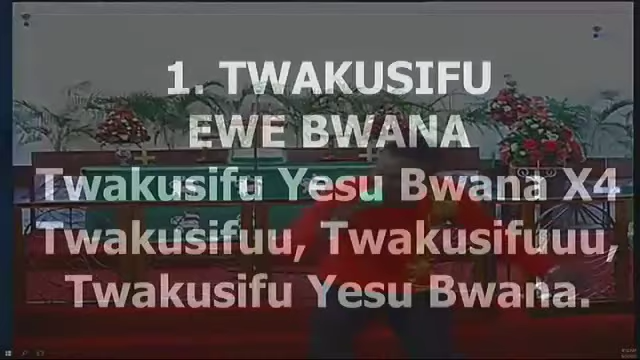 1. TWAKUSIFU
EWE BWANA
Twakusifu Yesu Bwana X4
Twakusifuu, Twakusifuuu,
Twakusifu Yesu Bwana.